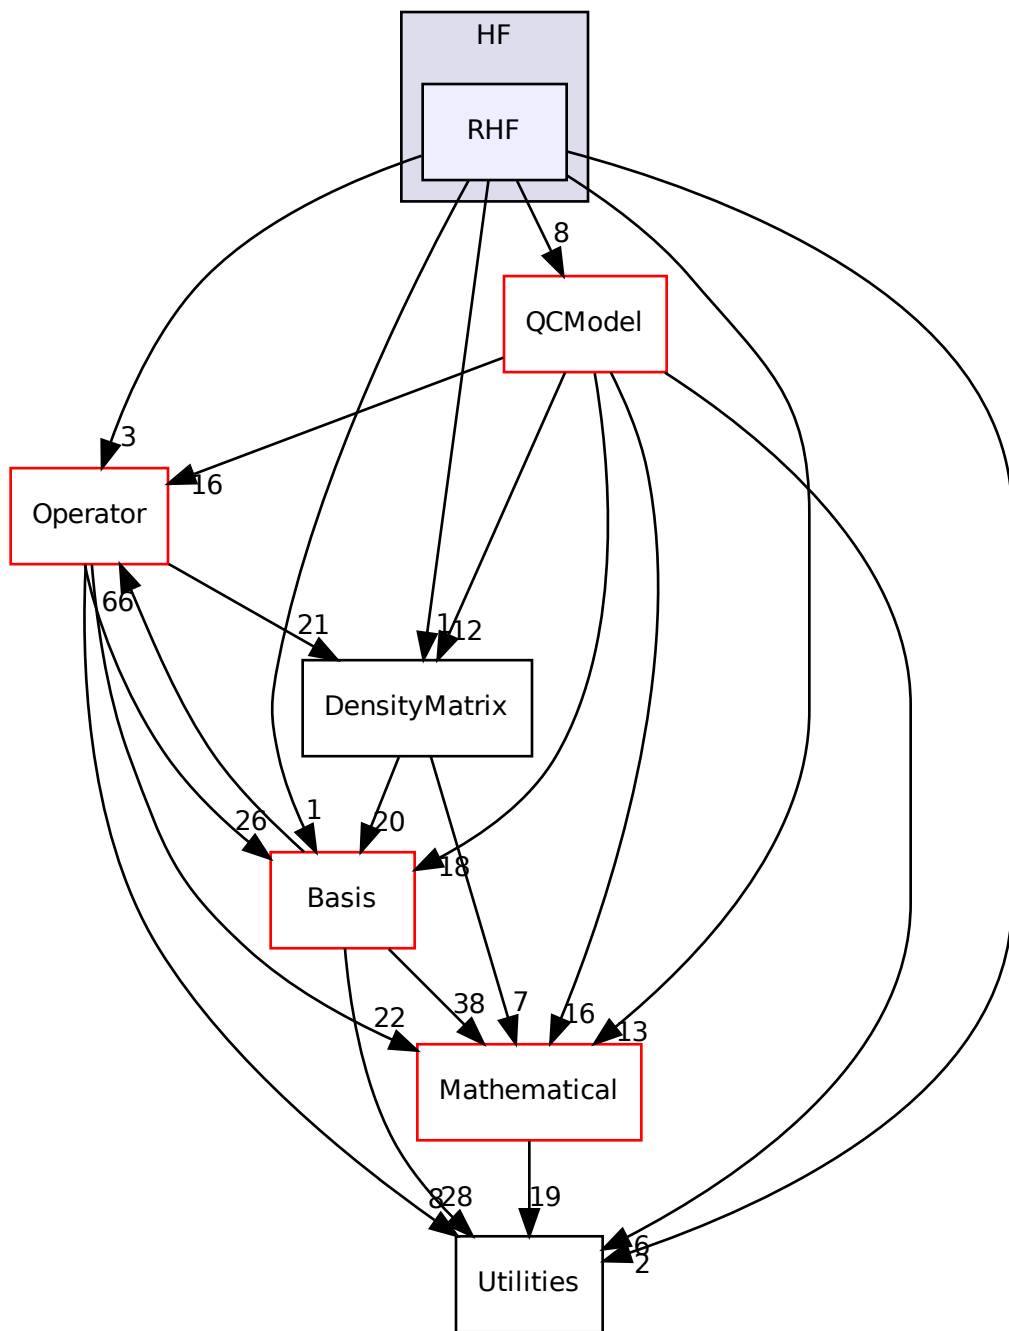 HF
RHF
8
QCModel
3
16
Operator
66
21
1
12
DensityMatrix
26
1
20
18
Basis
22
38
7
16
13
Mathematical
8
28
19
6
2
Utilities